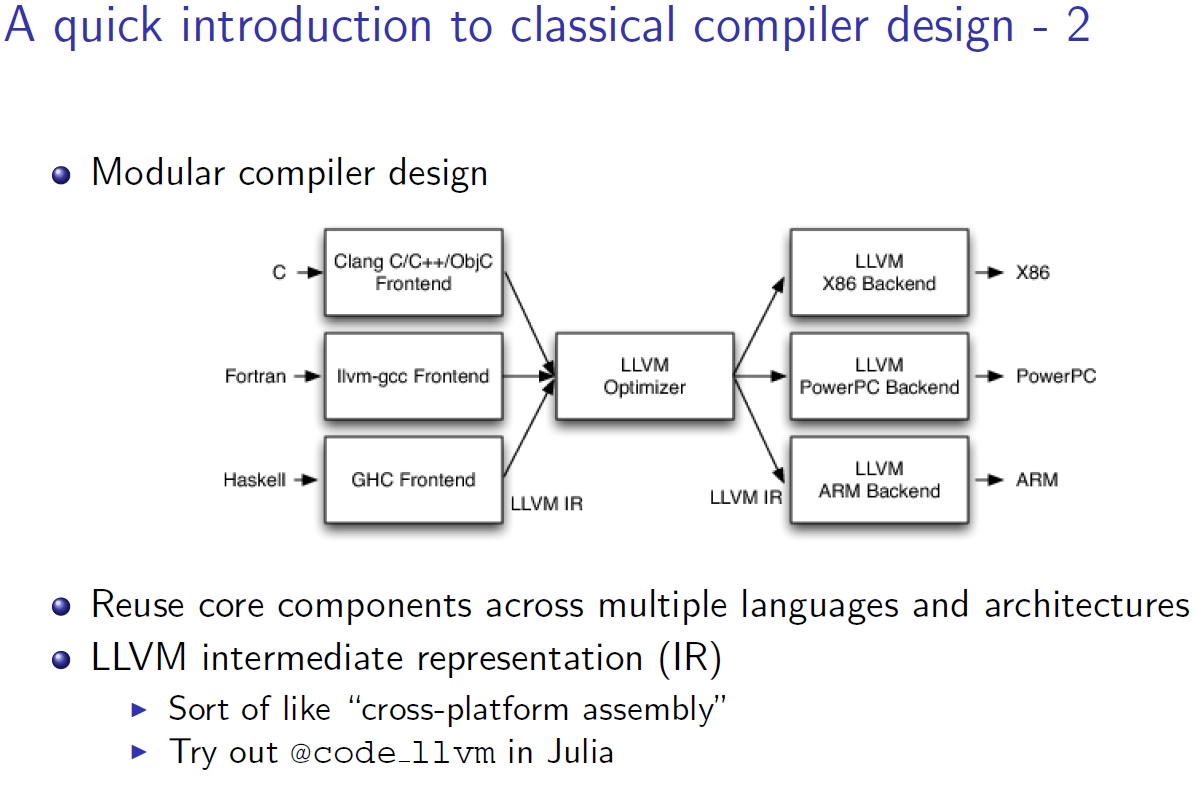 A quick introduction to classical compiler design - 2
Modular compiler design
C
Clang C/C++/ObjC
Frontend
LLVM
X86 Backend
X86
Fortran
llvm-gcc Frontend
LLVM
Optimizer
LLVM
PowerPC Backend
PowerPC
Haskell
GHC Frontend
LLVM IR
LLVM IR
LLVM
ARM Backend
ARM
Reuse core components across multiple languages and architectures
LLVM intermediate representation (IR)
Sort of like “cross-platform assembly”
Try out @code_llvm in Julia